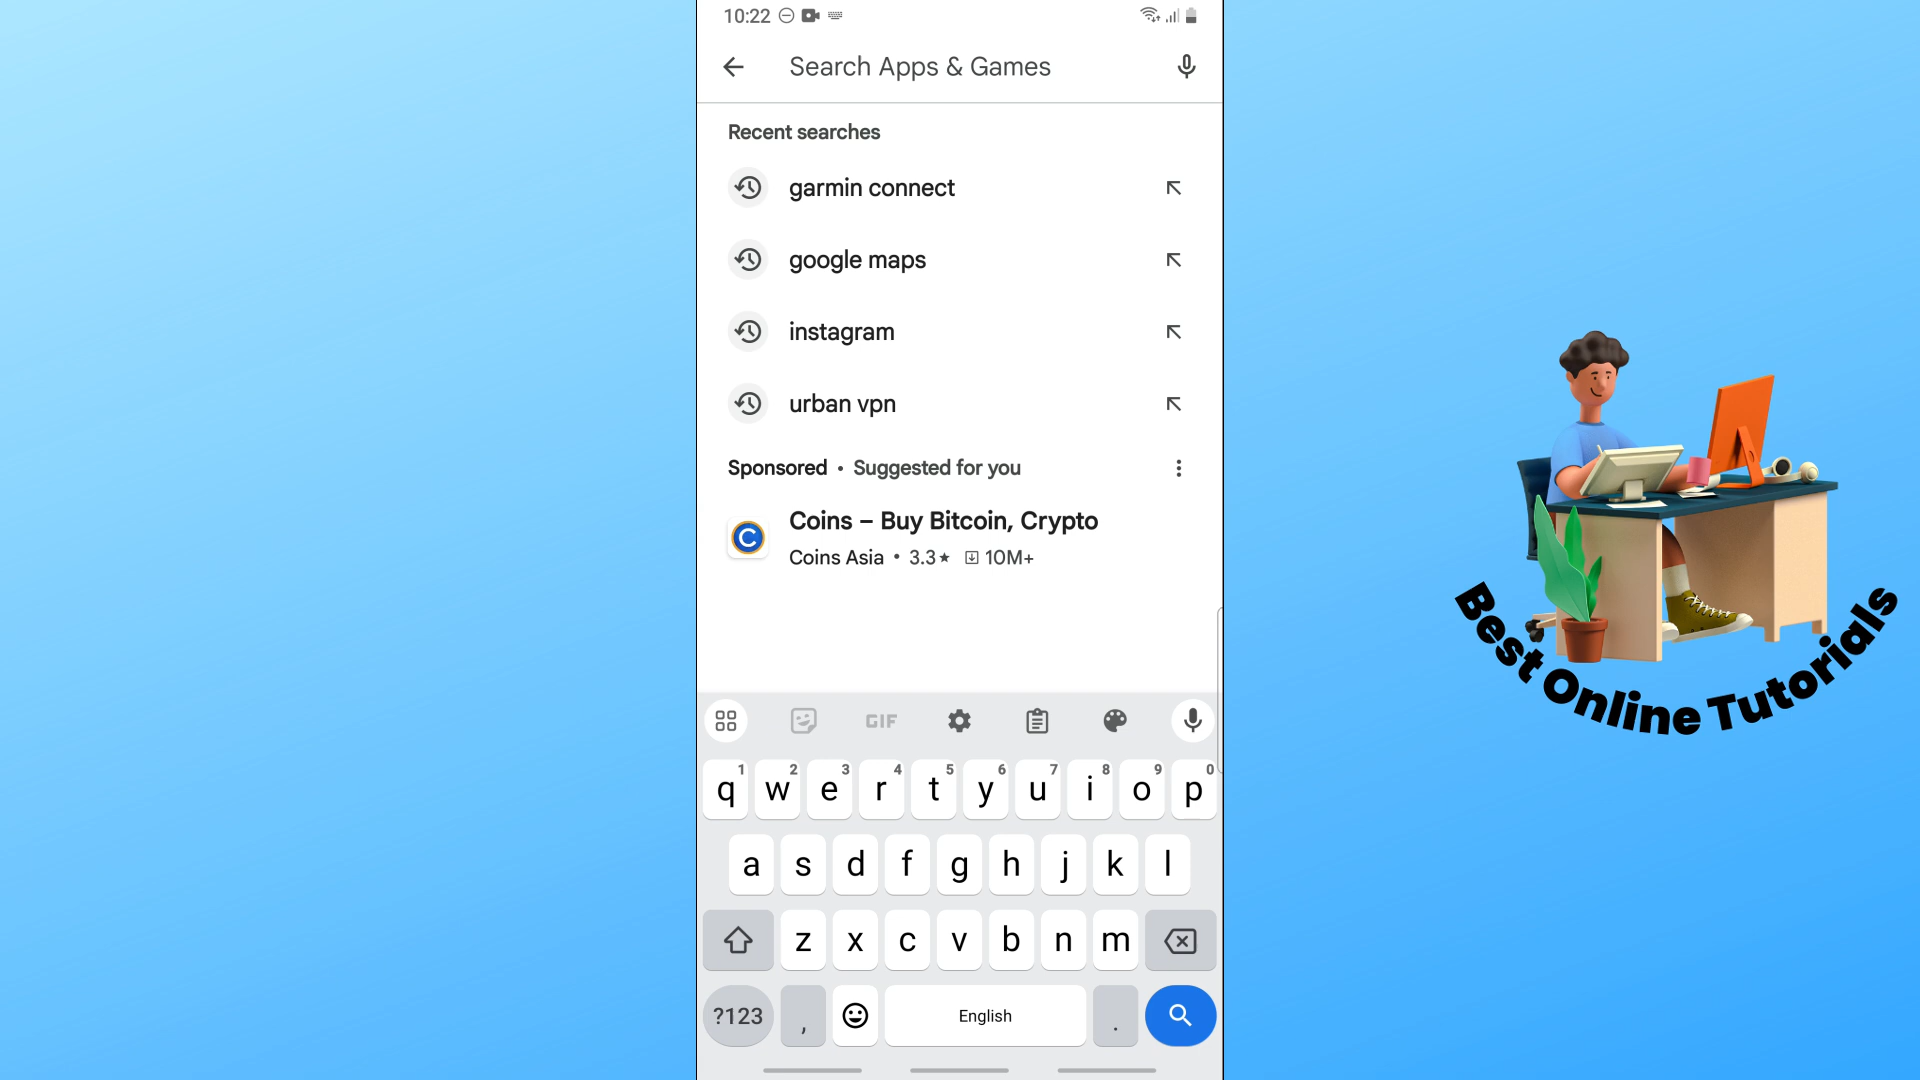 10:22
Search Apps & Games
Recent searches
garmin connect
google maps
instagram
urban vpn
Sponsored • Suggested for you
Coins – Buy Bitcoin, Crypto
C
Coins Asia • 3.3★ 10M+
GIF
1 2 3 4 5 6 7 8 9 0
q w e r t y u i o p
a s d f g h j k l
z x c v b n m
?123 , English .
Best Online Tutorials